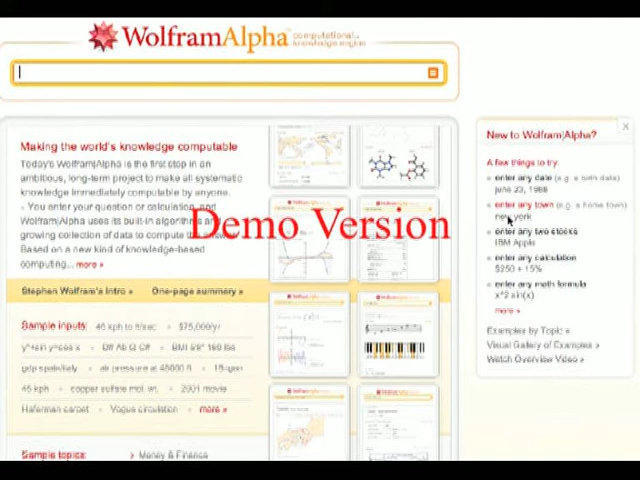 WolframAlpha computational... knowledge engine
New to Wolfram|Alpha?
Making the world's knowledge computable
Today's Wolfram|Alpha is the first step in an
ambitious, long-term project to make all systematic
knowledge immediately computable by anyone.
You enter your question or calculation, and
Wolfram|Alpha uses its built-in algorithms and
growing collection of data to compute the answer.
Based on a new kind of knowledge-based
computing... more »
Demo Version
Stephen Wolfram's Intro » One-page summary »
Sample inputs: 45 kph to ft/sec $75,000/yr
BMI 5'9" 160 lbs
gdp spain/italy air pressure at 45000 ft
45 kph copper sulfate mol. wt. 2001 movie
Vogue circulation more »
Sample topics: › Money & Finance
A few things to try:
enter any date (e.g. a birth date)
june 23, 1988
enter any town (e.g. a home town)
new york
enter any two stocks
IBM Apple
enter any calculation
$250 + 15%
enter any math formula
x^2 sin(x)
more »
Examples by Topic »
Visual Gallery of Examples »
Watch Overview Video »